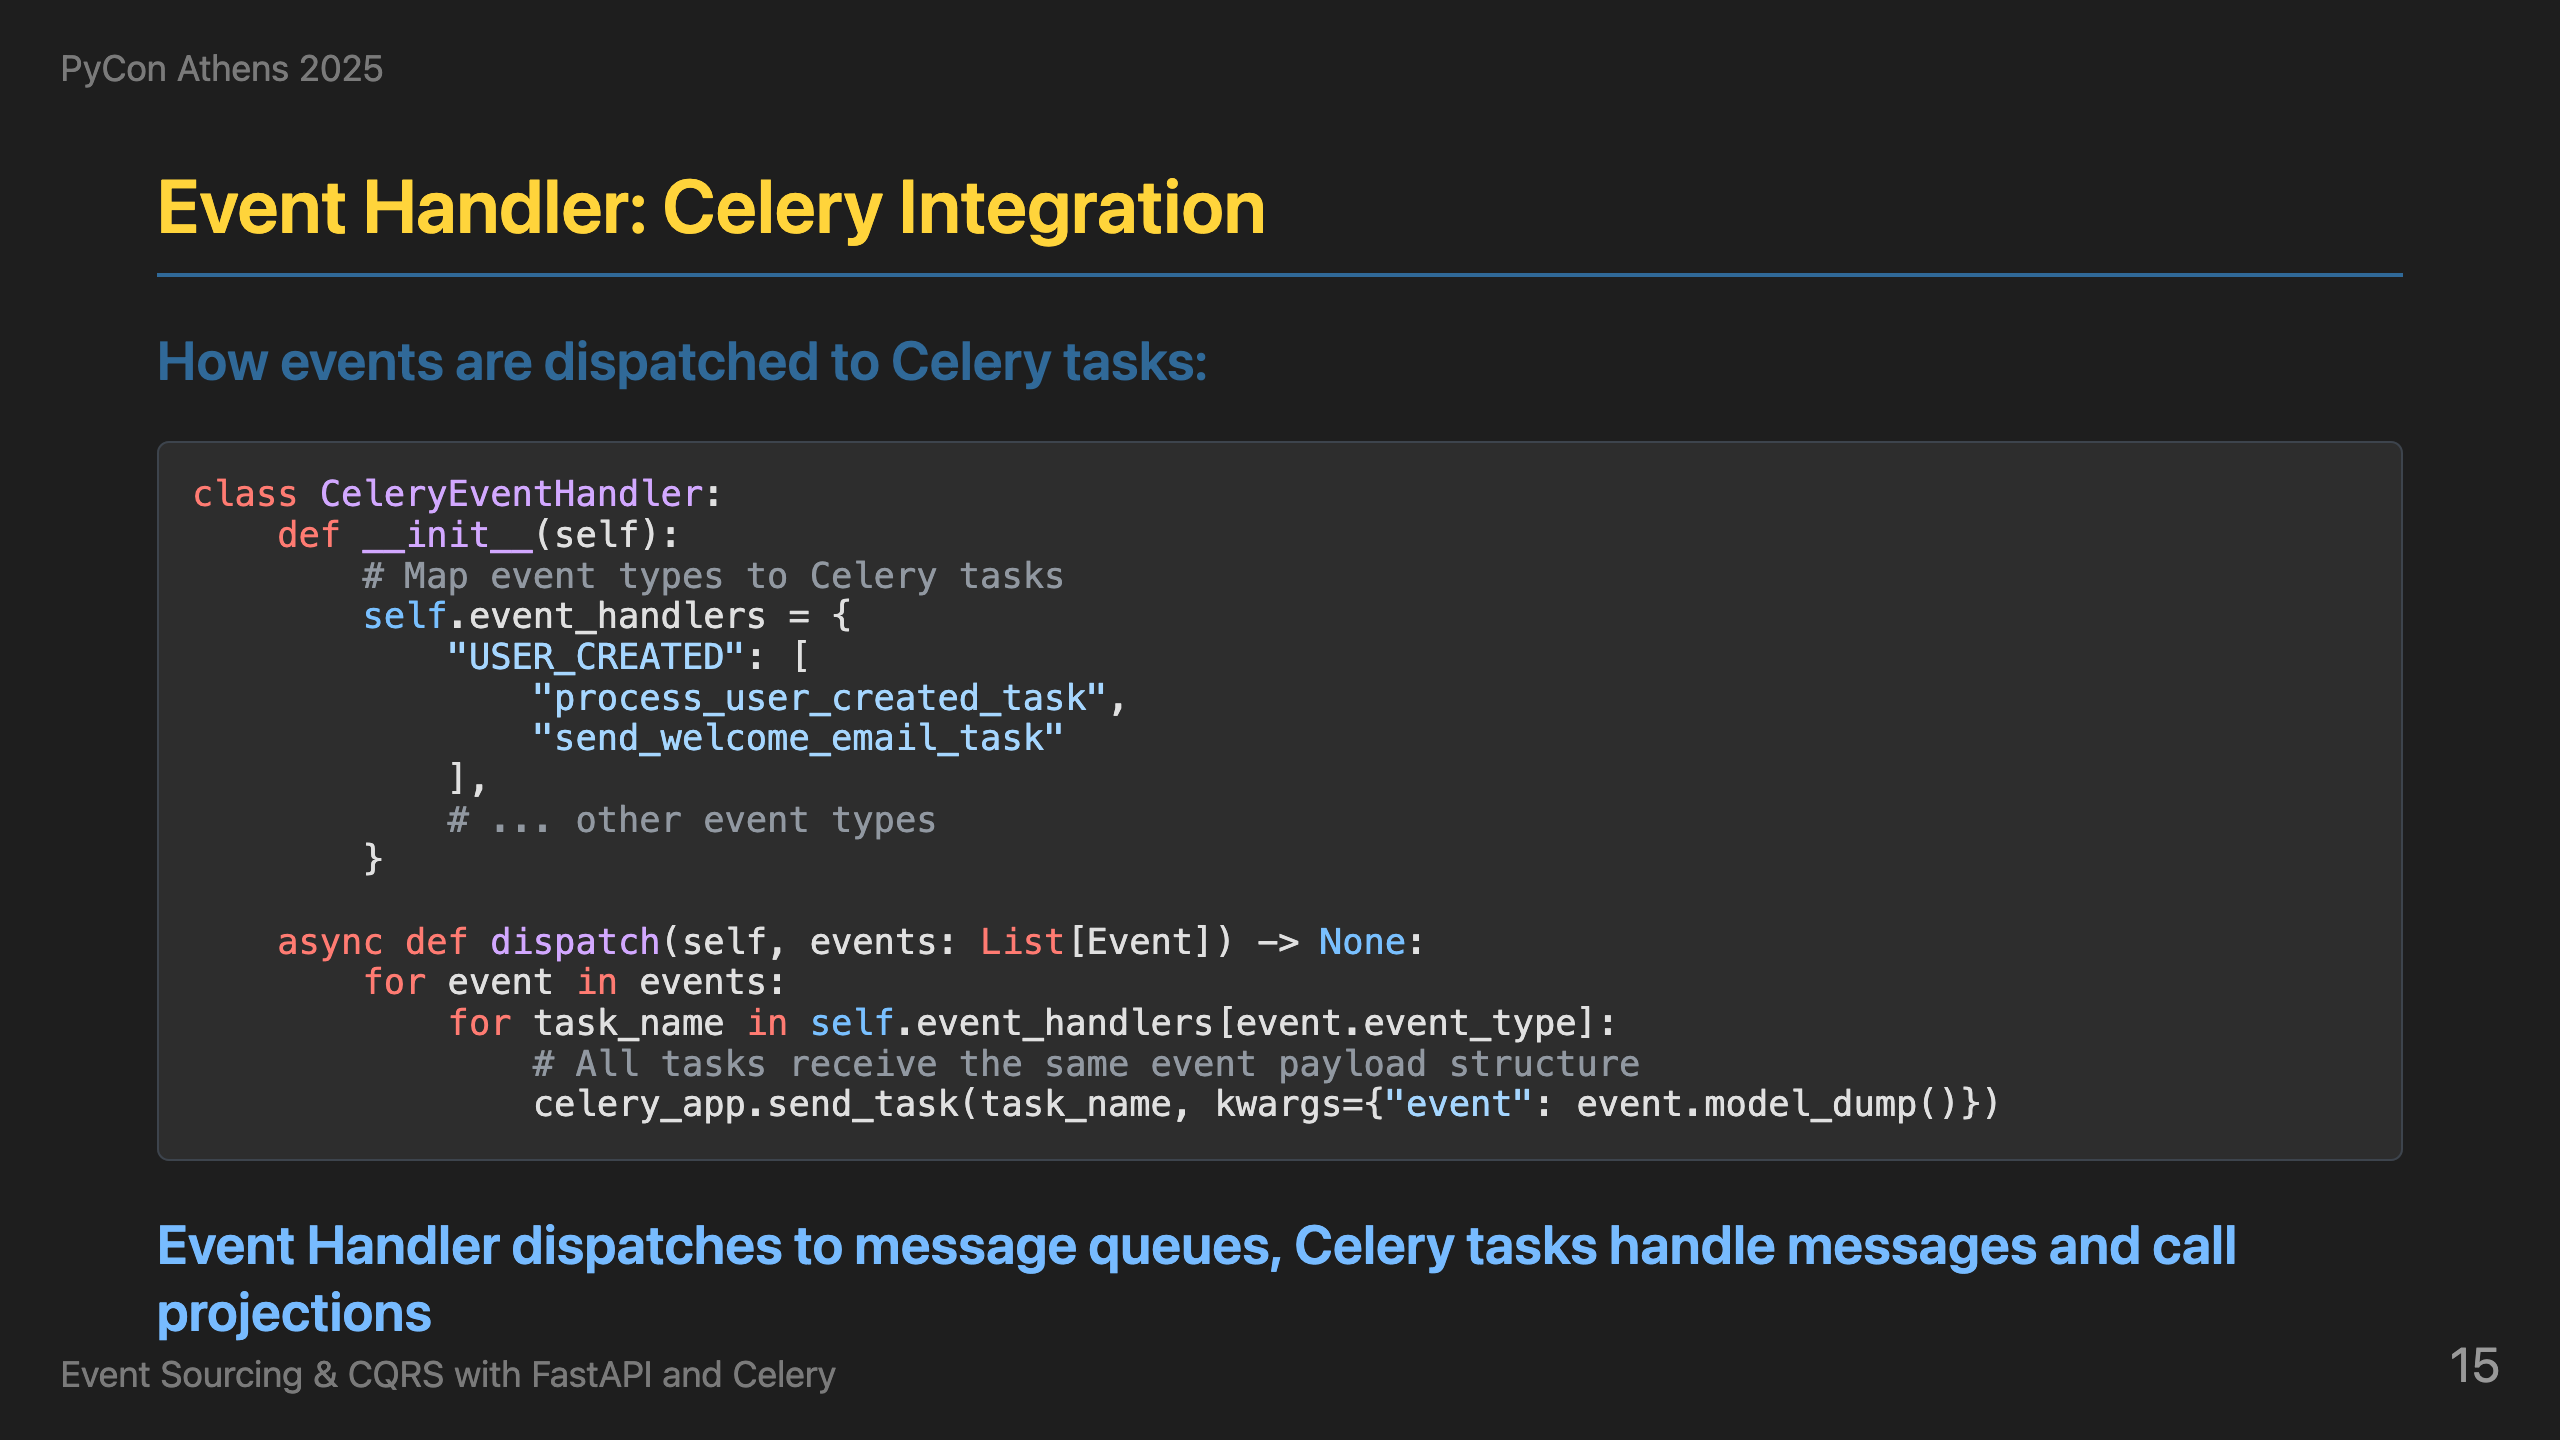 PyCon Athens 2025
Event Handler: Celery Integration
How events are dispatched to Celery tasks:
class CeleryEventHandler:
    def __init__(self):
        # Map event types to Celery tasks
        self.event_handlers = {
            "USER_CREATED": [
                "process_user_created_task",
                "send_welcome_email_task"
            ],
            # ... other event types
        }

    async def dispatch(self, events: List[Event]) -> None:
        for event in events:
            for task_name in self.event_handlers[event.event_type]:
                # All tasks receive the same event payload structure
                celery_app.send_task(task_name, kwargs={"event": event.model_dump()})
Event Handler dispatches to message queues, Celery tasks handle messages and call
projections
Event Sourcing & CQRS with FastAPI and Celery
15